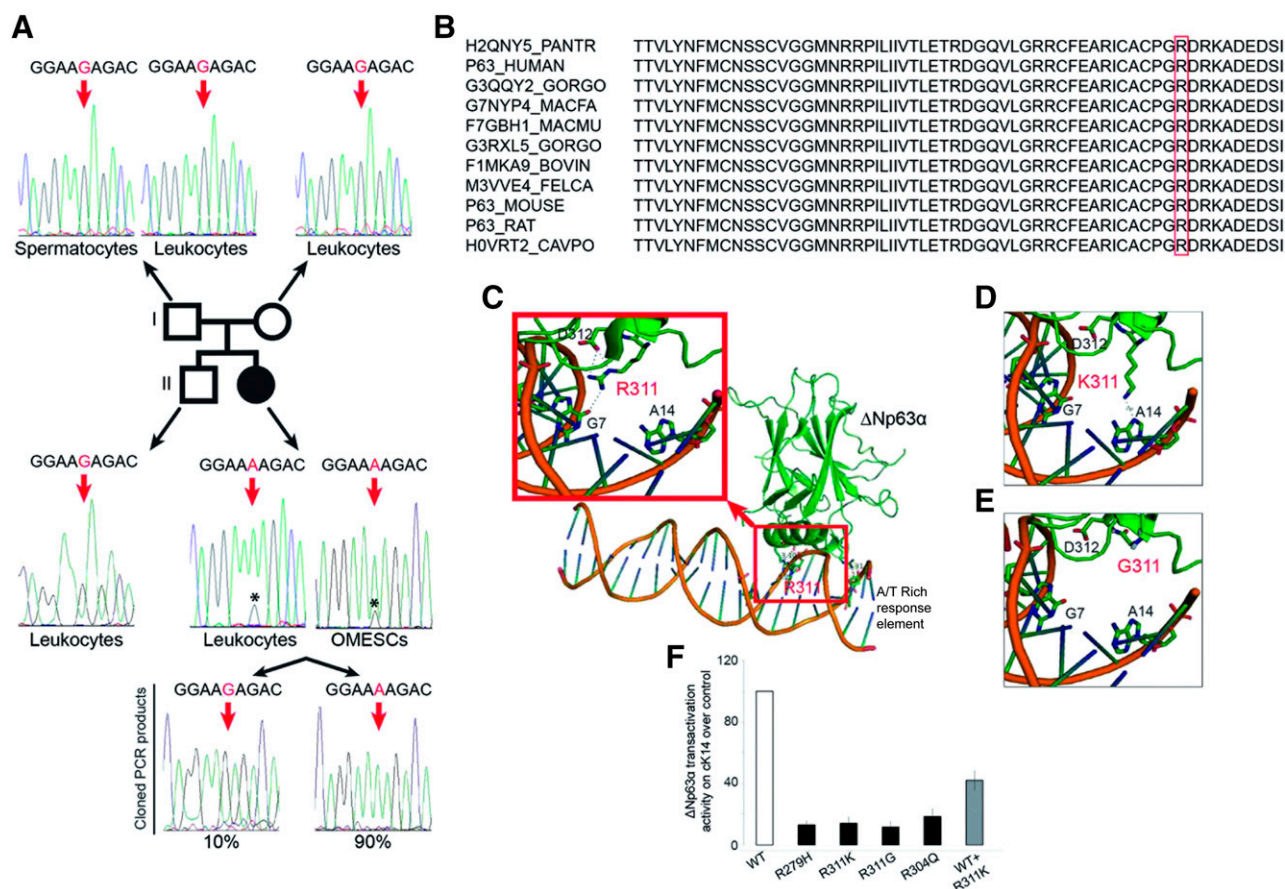 A
GGAAGAGAC GGAAGAGAC GGAAGAGAC
Spermatocytes Leukocytes Leukocytes
I
II
GGAAGAGAC GGAAAAGAC GGAAAAGAC
* *
Leukocytes Leukocytes OMESCs
GGAAGAGAC GGAAAAGAC
Cloned PCR products
10% 90%
B
H2QNY5_PANTR TTVLYNFMCNSSCVGGMNRRPILIIVTLETRDGQVLGRRCFEARICACPGRDRKADEDSI
P63_HUMAN TTVLYNFMCNSSCVGGMNRRPILIIVTLETRDGQVLGRRCFEARICACPGRDRKADEDSI
G3QQY2_GORGO TTVLYNFMCNSSCVGGMNRRPILIIVTLETRDGQVLGRRCFEARICACPGRDRKADEDSI
G7NYP4_MACFA TTVLYNFMCNSSCVGGMNRRPILIIVTLETRDGQVLGRRCFEARICACPGRDRKADEDSI
F7GBH1_MACMU TTVLYNFMCNSSCVGGMNRRPILIIVTLETRDGQVLGRRCFEARICACPGRDRKADEDSI
G3RXL5_GORGO TTVLYNFMCNSSCVGGMNRRPILIIVTLETRDGQVLGRRCFEARICACPGRDRKADEDSI
F1MKA9_BOVIN TTVLYNFMCNSSCVGGMNRRPILIIVTLETRDGQVLGRRCFEARICACPGRDRKADEDSI
M3VVE4_FELCA TTVLYNFMCNSSCVGGMNRRPILIIVTLETRDGQVLGRRCFEARICACPGRDRKADEDSI
P63_MOUSE TTVLYNFMCNSSCVGGMNRRPILIIVTLETRDGQVLGRRCFEARICACPGRDRKADEDSI
P63_RAT TTVLYNFMCNSSCVGGMNRRPILIIVTLETRDGQVLGRRCFEARICACPGRDRKADEDSI
H0VRT2_CAVPO TTVLYNFMCNSSCVGGMNRRPILIIVTLETRDGQVLGRRCFEARICACPGRDRKADEDSI
C
D312
R311
G7
A14
ΔNp63α
R311
A/T Rich
response
element
D
D312
K311
G7
A14
E
D312
G311
G7
A14
F
ΔNp63α transactivation
activity on cK14 over control
120
80
40
0
WT
R279H
R311K
R311G
R304Q
WT+
R311K